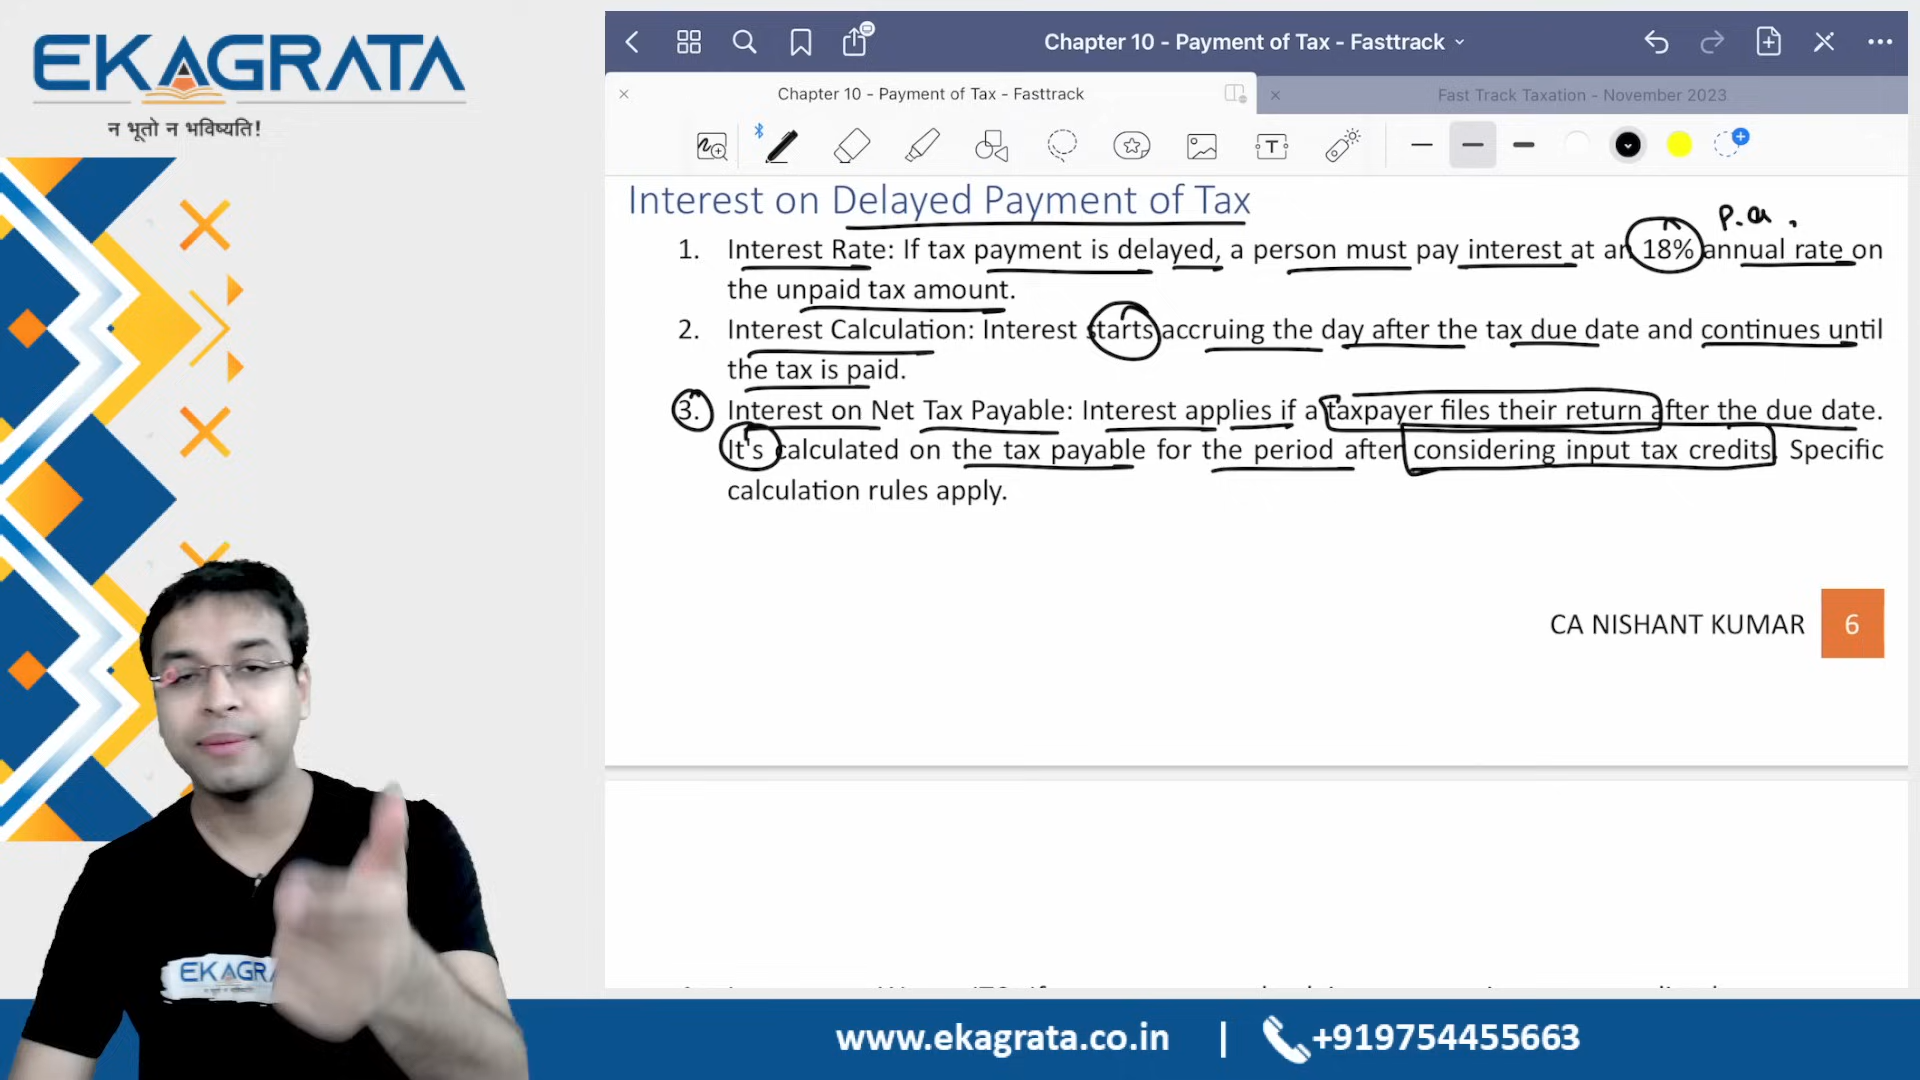 EKAGRATA
न भूतो न भविष्यति!
Chapter 10 - Payment of Tax - Fasttrack
Chapter 10 - Payment of Tax - Fasttrack
Fast Track Taxation - November 2023
T
Interest on Delayed Payment of Tax
P.a.
1. Interest Rate: If tax payment is delayed, a person must pay interest at an 18% annual rate on
the unpaid tax amount.
2. Interest Calculation: Interest starts accruing the day after the tax due date and continues until
the tax is paid.
3. Interest on Net Tax Payable: Interest applies if a taxpayer files their return after the due date.
It's calculated on the tax payable for the period after considering input tax credits. Specific
calculation rules apply.
CA NISHANT KUMAR 6
EKAGRA
www.ekagrata.co.in | +919754455663